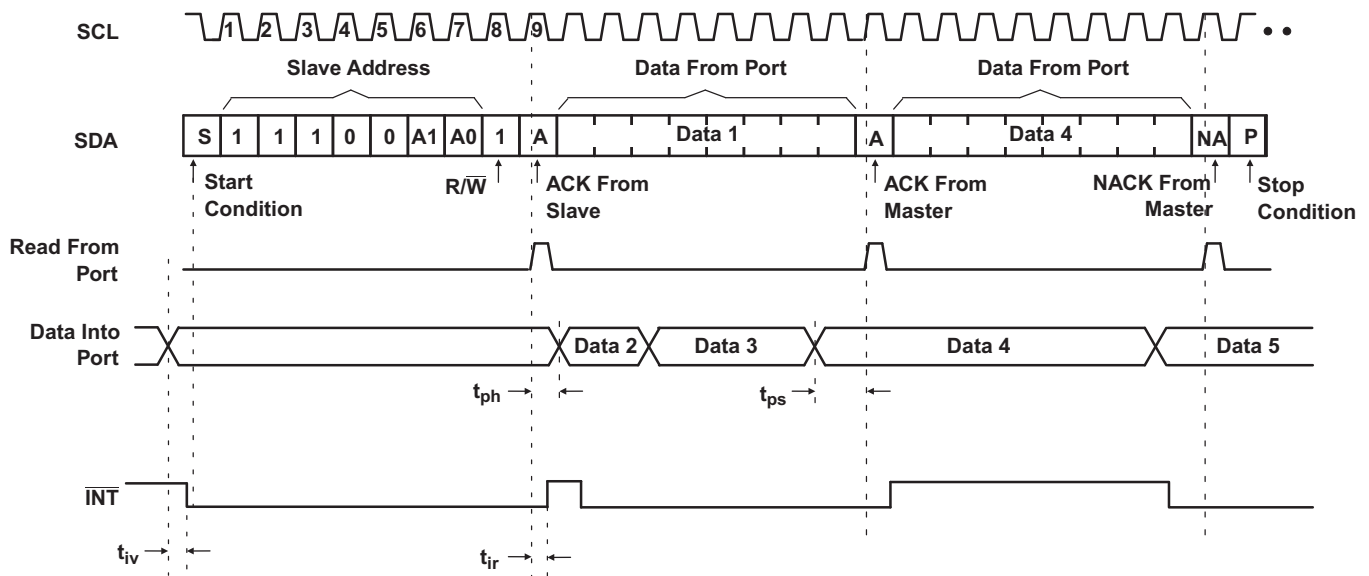 SCL
1 2 3 4 5 6 7 8 9
Slave Address
Data From Port
Data From Port
SDA
S 1 1 1 0 0 A1 A0 1 A Data 1 A Data 4 NA P
Start
Condition
R/W̅
ACK From
Slave
ACK From
Master
NACK From
Master
Stop
Condition
Read From
Port
Data Into
Port
Data 2 Data 3 Data 4 Data 5
tph
tps
I̅N̅T̅
tiv
tir